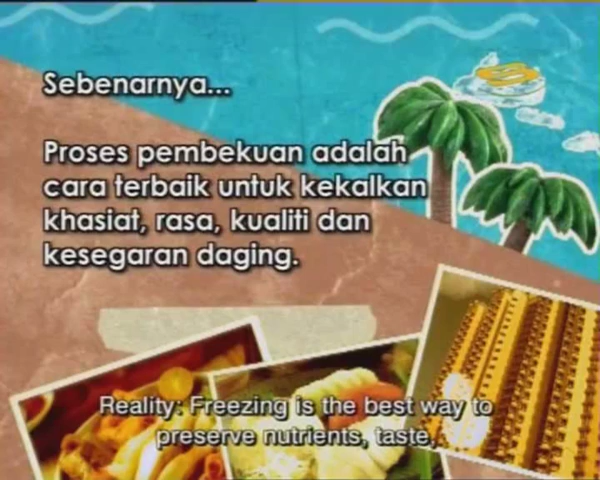 Sebenarnya...
Proses pembekuan adalah
cara terbaik untuk kekalkan
khasiat, rasa, kualiti dan
kesegaran daging.
Reality: Freezing is the best way to
preserve nutrients, taste,